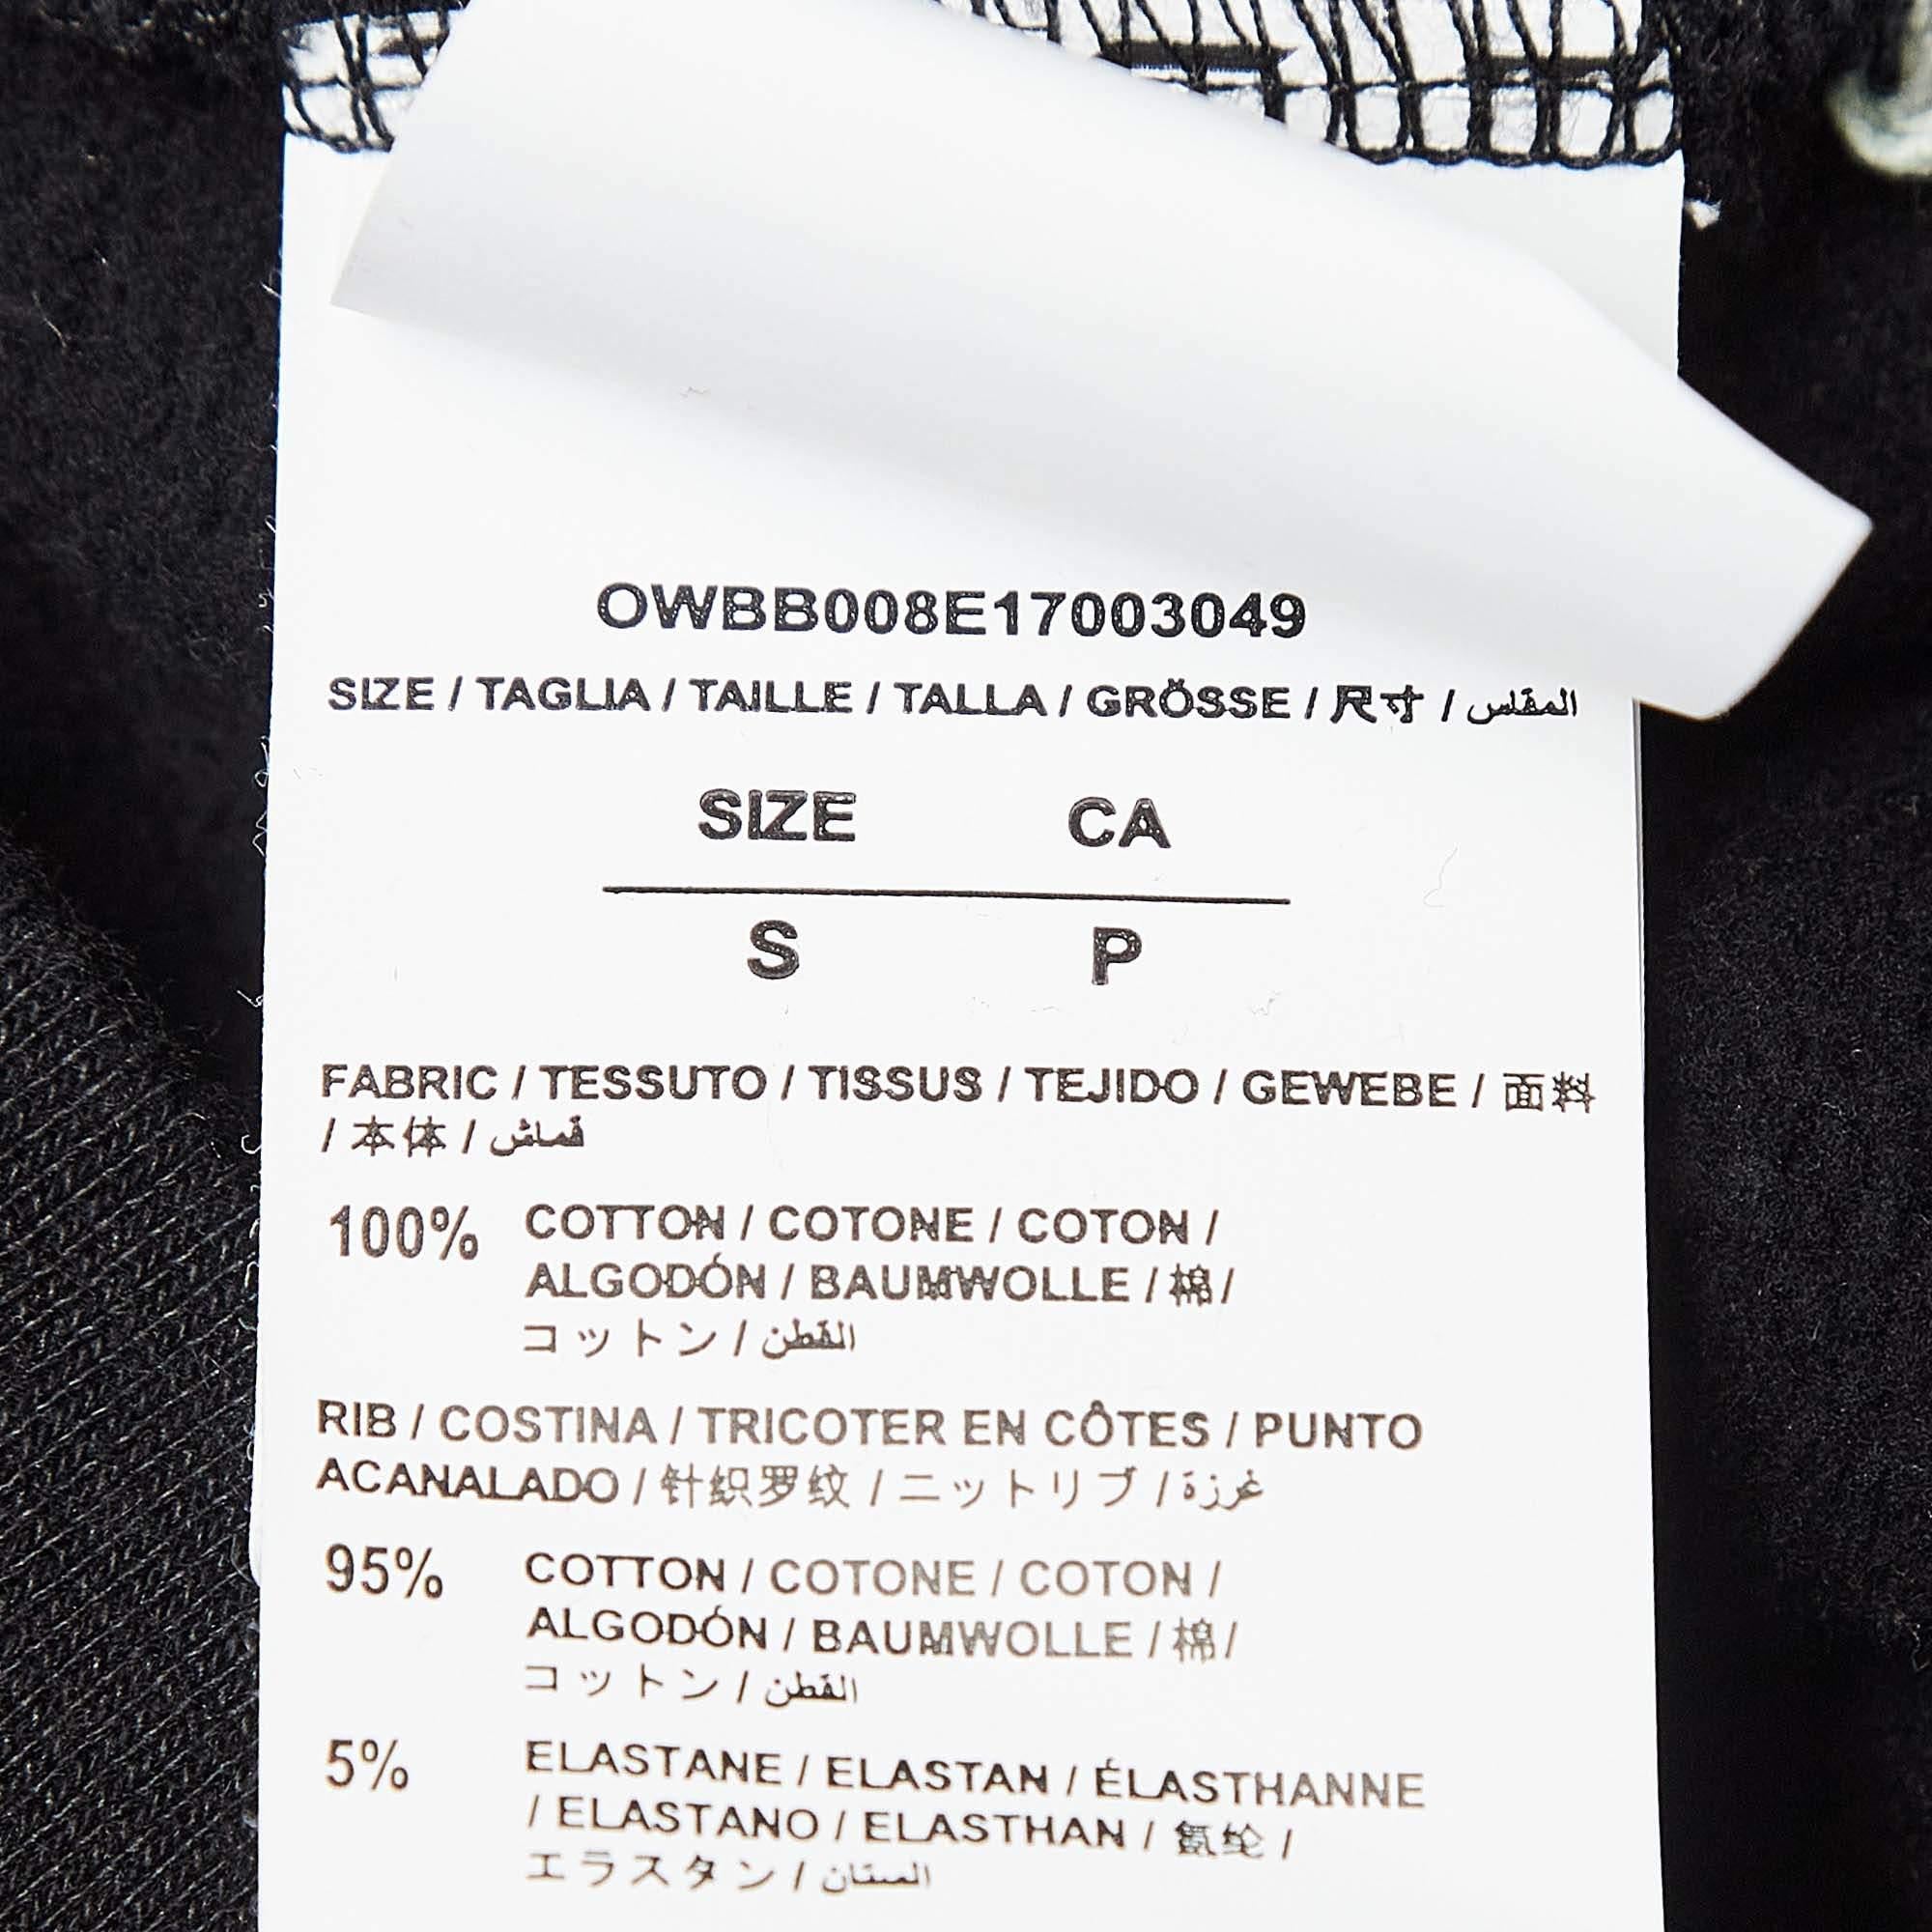 OWBB008E17003049
SIZE / TAGLIA / TAILLE / TALLA / GRÖSSE / 尺寸 / المقاس
SIZE CA
S P
FABRIC / TESSUTO / TISSUS / TEJIDO / GEWEBE / 面料
/ 本体 / قماش
100% COTTON / COTONE / COTON /
ALGODÓN / BAUMWOLLE / 棉/
コットン / القطن
RIB / COSTINA / TRICOTER EN CÔTES / PUNTO
ACANALADO / 针织罗纹 / ニットリブ / غرزة
95% COTTON / COTONE / COTON /
ALGODÓN / BAUMWOLLE / 棉/
コットン / القطن
5% ELASTANE / ELASTAN / ÉLASTHANNE
/ ELASTANO / ELASTHAN / 氨纶 /
エラスタン /